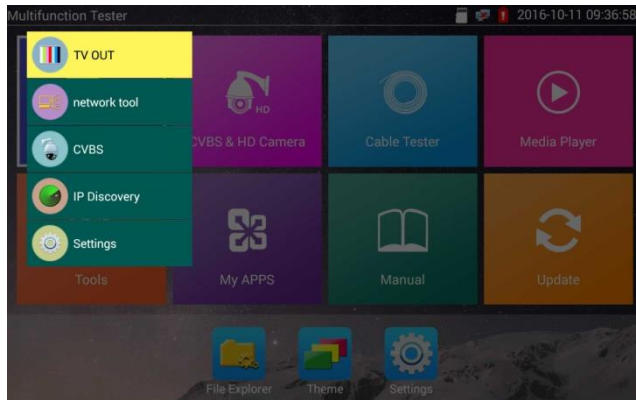 Multifunction Tester
2016-10-11 09:36:58
TV OUT
network tool
CVBS
IP Discovery
Settings
HD
CVBS & HD Camera
Cable Tester
Media Player
Tools
My APPS
Manual
Update
File Explorer
Theme
Settings